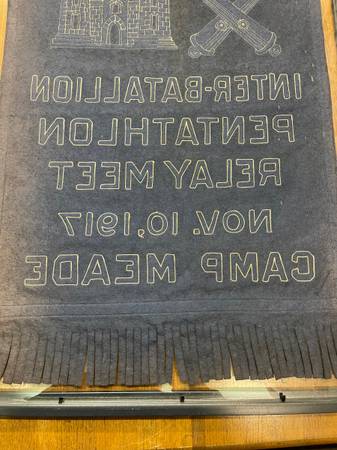 INTER-BATALLION
PENTATHLON
RELAY MEET
NOV. 10, 1917
CAMP MEADE